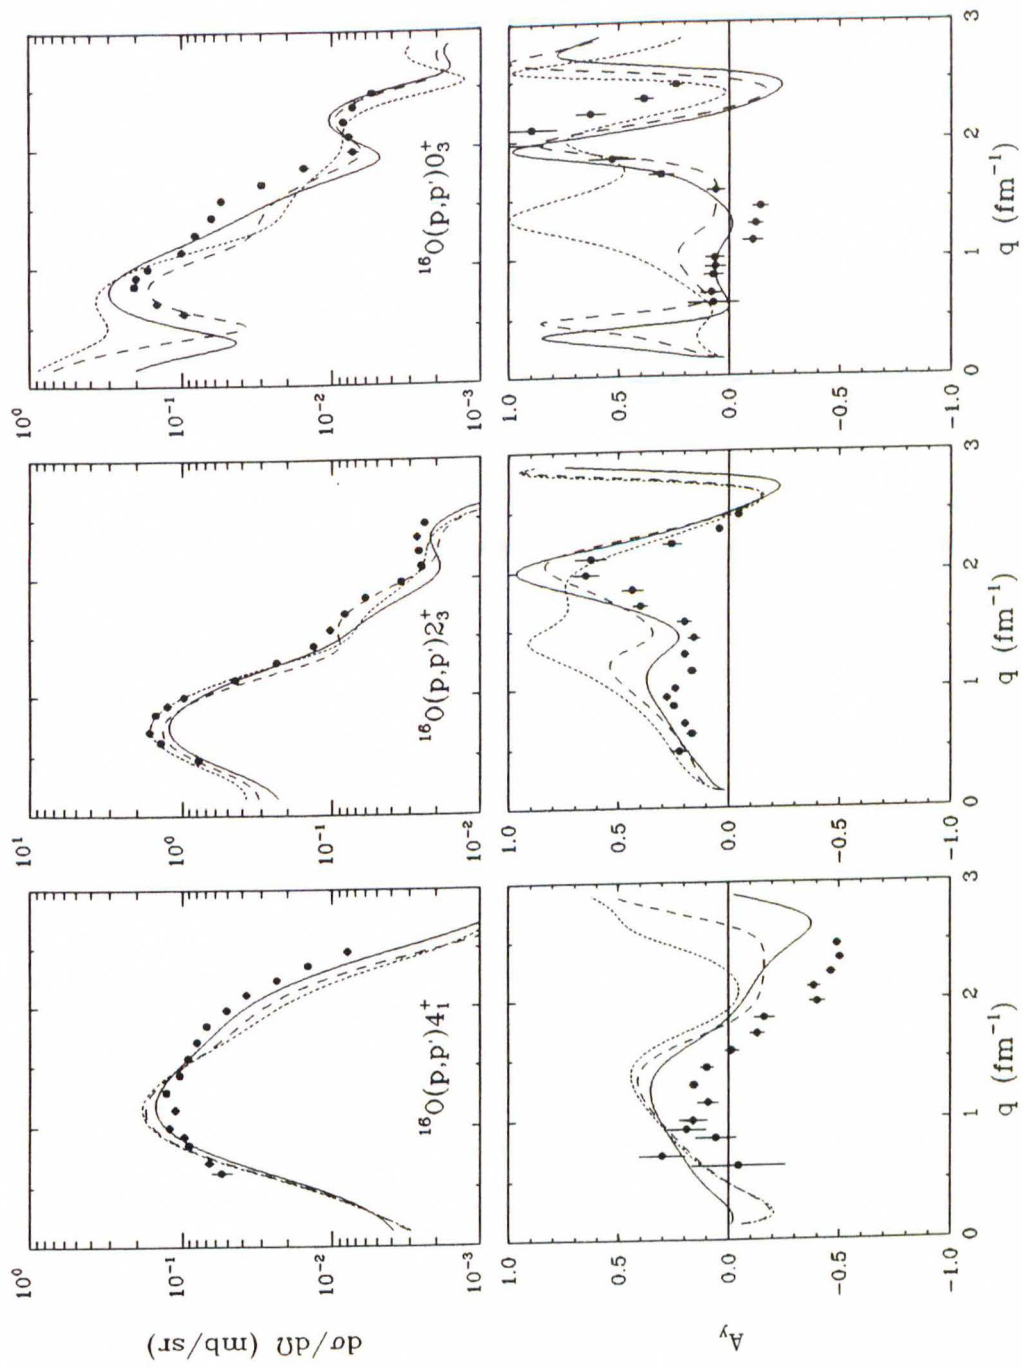 dσ/dΩ (mb/sr)
10⁰
10⁻¹
10⁻²
10⁻³
¹⁶O(p,p')4₁⁺
10¹
10⁰
10⁻¹
10⁻²
¹⁶O(p,p')2₃⁺
10⁰
10⁻¹
10⁻²
10⁻³
¹⁶O(p,p')0₃⁺
A_y
1.0
0.5
0.0
−0.5
−1.0
0 1 2 3
q (fm⁻¹)
1.0
0.5
0.0
−0.5
−1.0
0 1 2 3
q (fm⁻¹)
1.0
0.5
0.0
−0.5
−1.0
0 1 2 3
q (fm⁻¹)